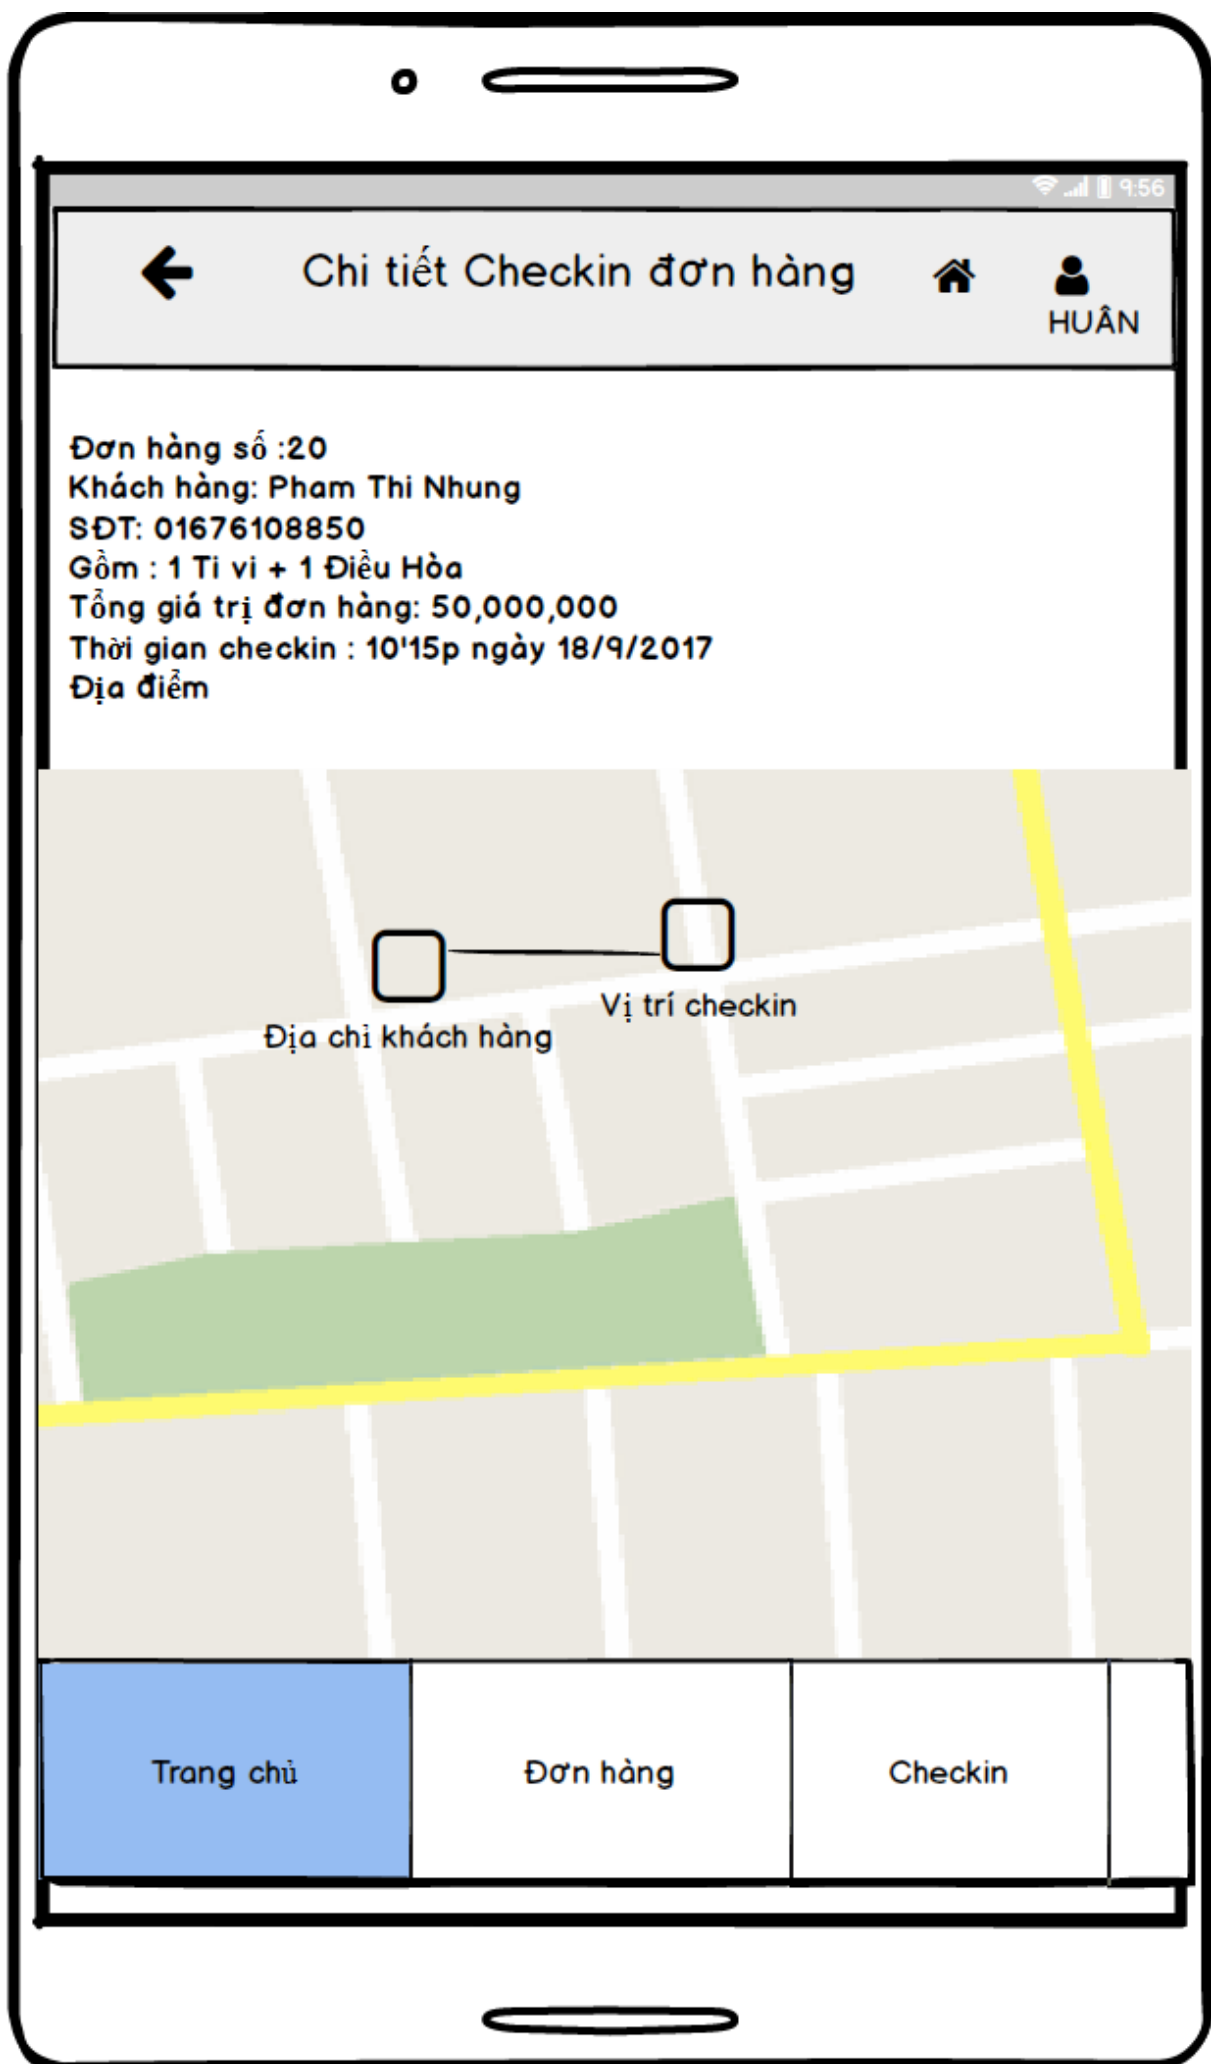 9:56
Chi tiết Checkin đơn hàng
HUÂN
Đơn hàng số :20
Khách hàng: Pham Thi Nhung
SĐT: 01676108850
Gồm : 1 Ti vi + 1 Điều Hòa
Tổng giá trị đơn hàng: 50,000,000
Thời gian checkin : 10'15p ngày 18/9/2017
Địa điểm
Vị trí checkin
Địa chỉ khách hàng
Trang chủ
Đơn hàng
Checkin